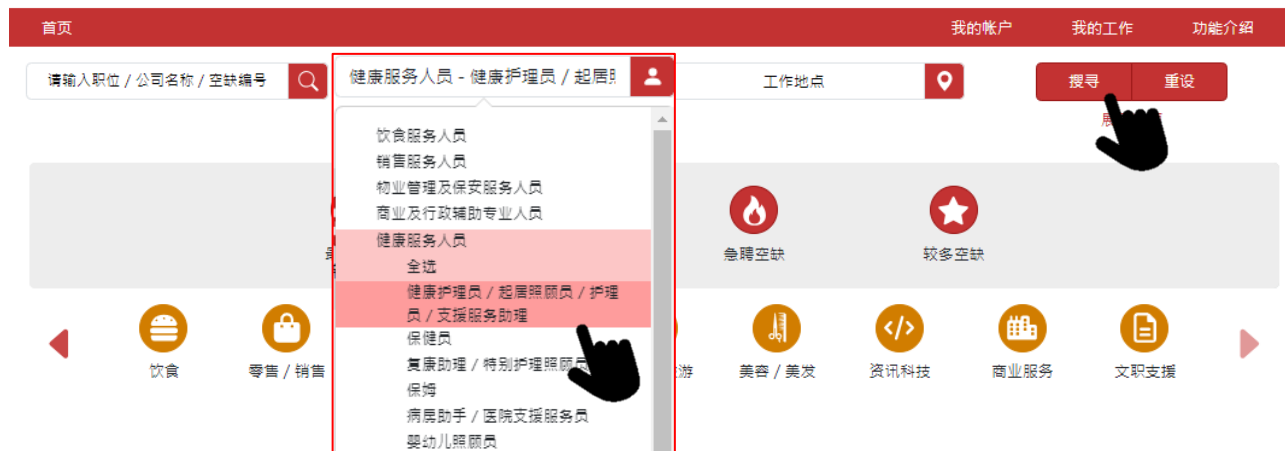 首页
我的帐户
我的工作
功能介绍
请输入职位 / 公司名称 / 空缺编号
健康服务人员 - 健康护理员 / 起居
工作地点
搜寻
重设
展
饮食服务人员
销售服务人员
物业管理及保安服务人员
商业及行政辅助专业人员
健康服务人员
全选
健康护理员 / 起居照顾员 / 护理
员 / 支援服务助理
保健员
复康助理 / 特别护理照顾员
保姆
病房助手 / 医院支援服务员
婴幼儿照顾员
急聘空缺
较多空缺
饮食
零售 / 销售
游
美容 / 美发
资讯科技
商业服务
文职支援